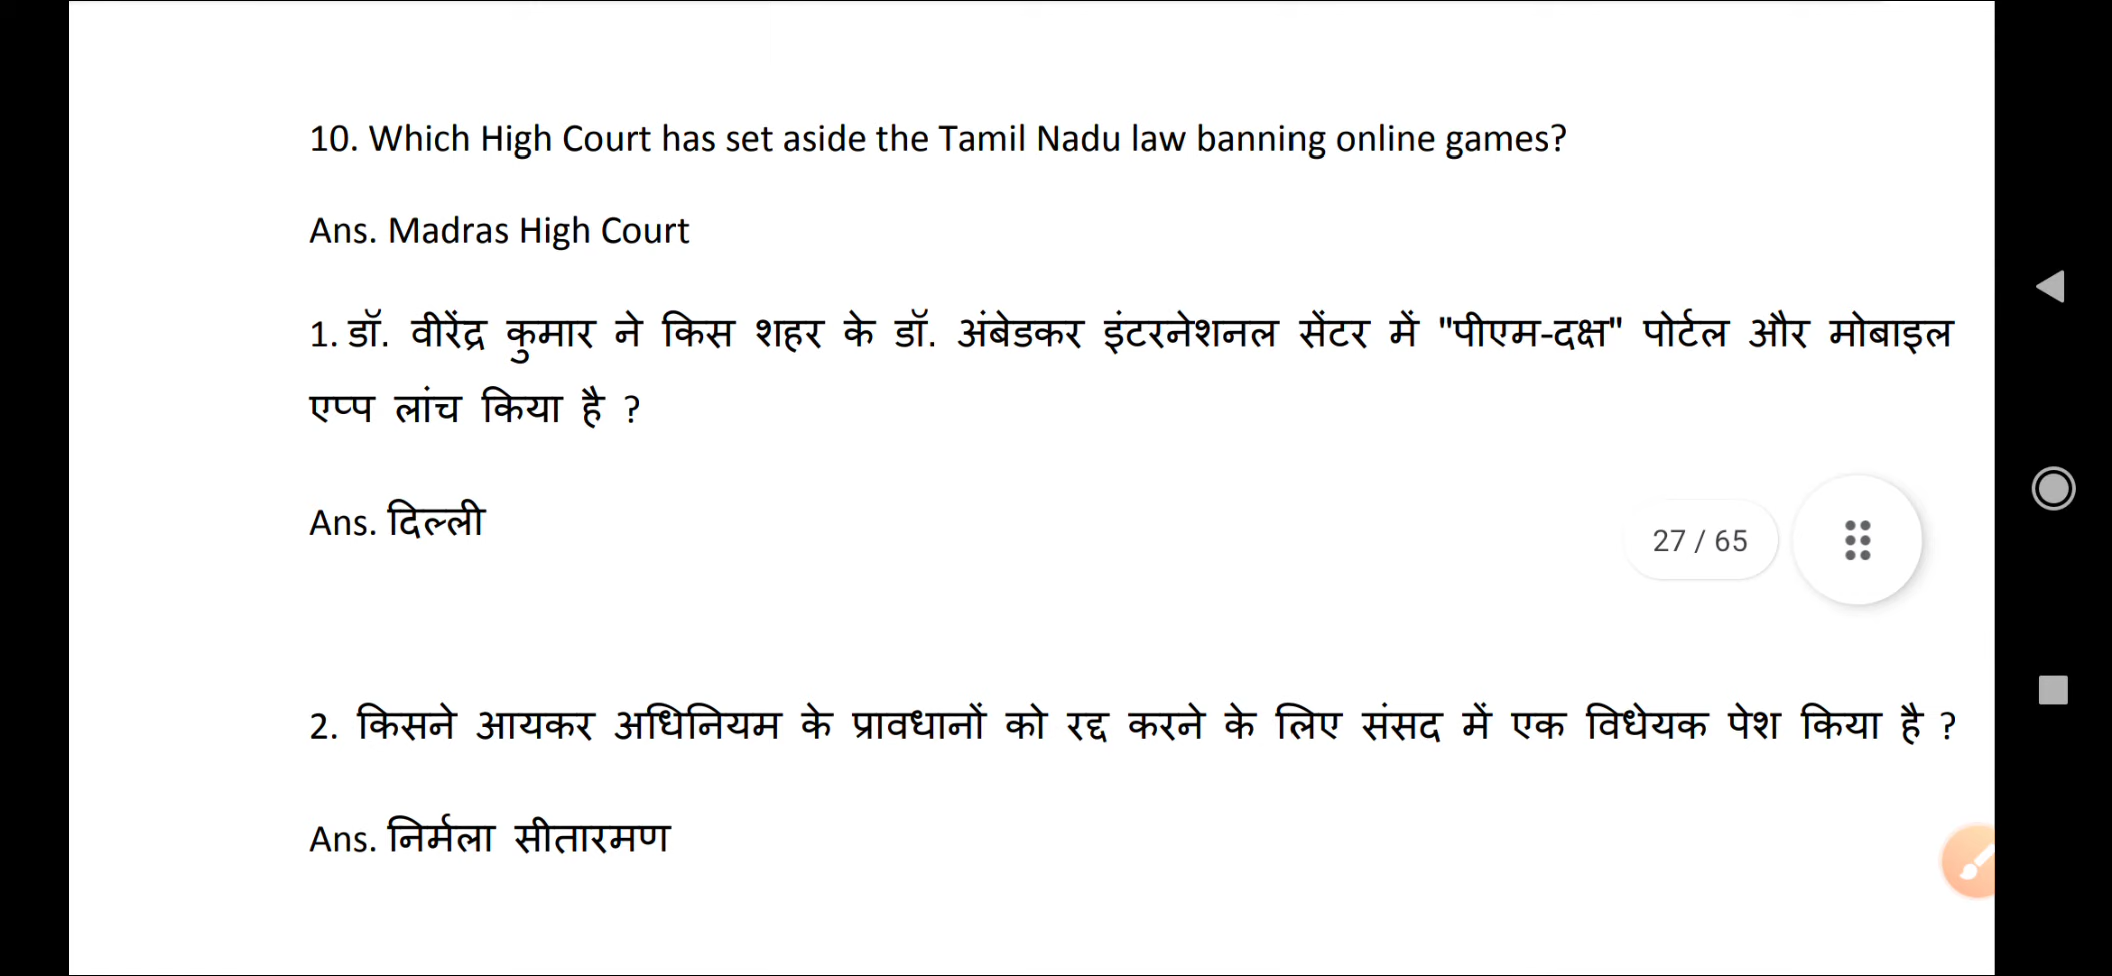 10. Which High Court has set aside the Tamil Nadu law banning online games?
Ans. Madras High Court
1. डॉ. वीरेंद्र कुमार ने किस शहर के डॉ. अंबेडकर इंटरनेशनल सेंटर में "पीएम-दक्ष" पोर्टल और मोबाइल
एप्प लांच किया है ?
Ans. दिल्ली
27 / 65
2. किसने आयकर अधिनियम के प्रावधानों को रद्द करने के लिए संसद में एक विधेयक पेश किया है ?
Ans. निर्मला सीतारमण